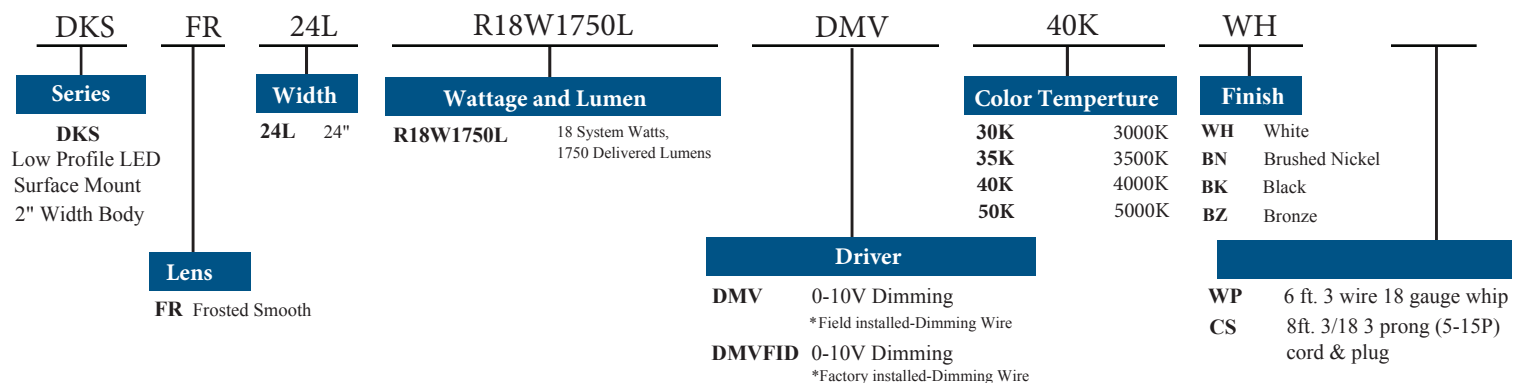 DKS FR 24L R18W1750L DMV 40K WH
Series
DKS
Low Profile LED
Surface Mount
2" Width Body
Lens
FR Frosted Smooth
Width
24L 24"
Wattage and Lumen
R18W1750L 18 System Watts,
1750 Delivered Lumens
Driver
DMV 0-10V Dimming
*Field installed-Dimming Wire
DMVFID 0-10V Dimming
*Factory installed-Dimming Wire
Color Temperture
30K 3000K
35K 3500K
40K 4000K
50K 5000K
Finish
WH White
BN Brushed Nickel
BK Black
BZ Bronze
WP 6 ft. 3 wire 18 gauge whip
CS 8ft. 3/18 3 prong (5-15P)
cord & plug